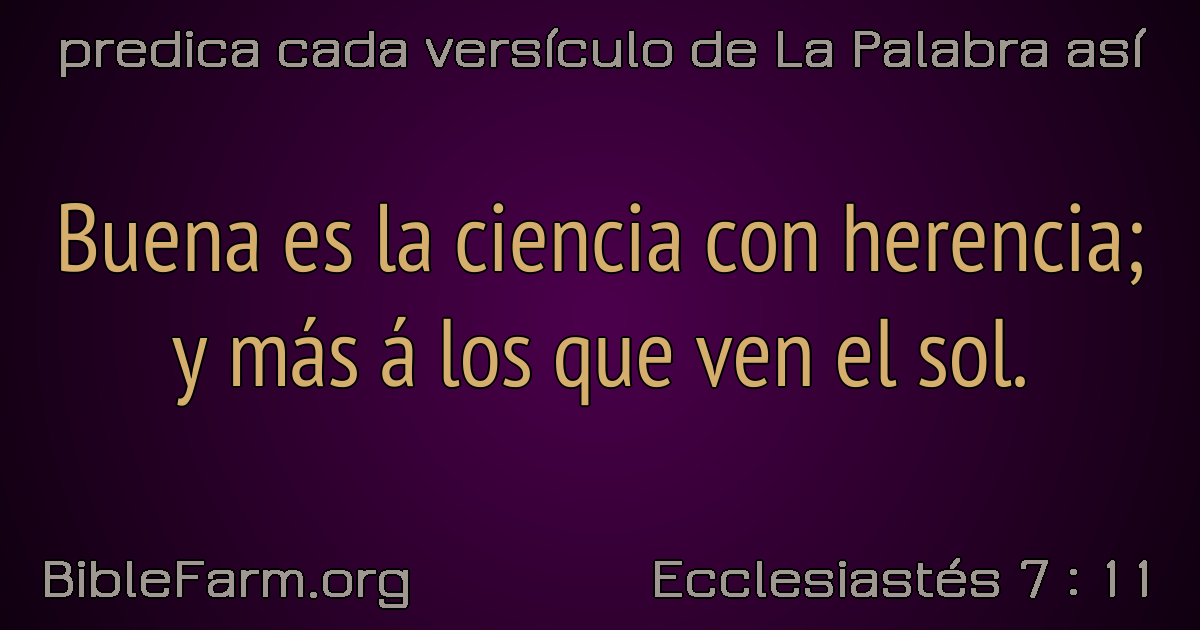 predica cada versículo de La Palabra así
Buena es la ciencia con herencia;
y más á los que ven el sol.
BibleFarm.org
Ecclesiastés 7 : 11